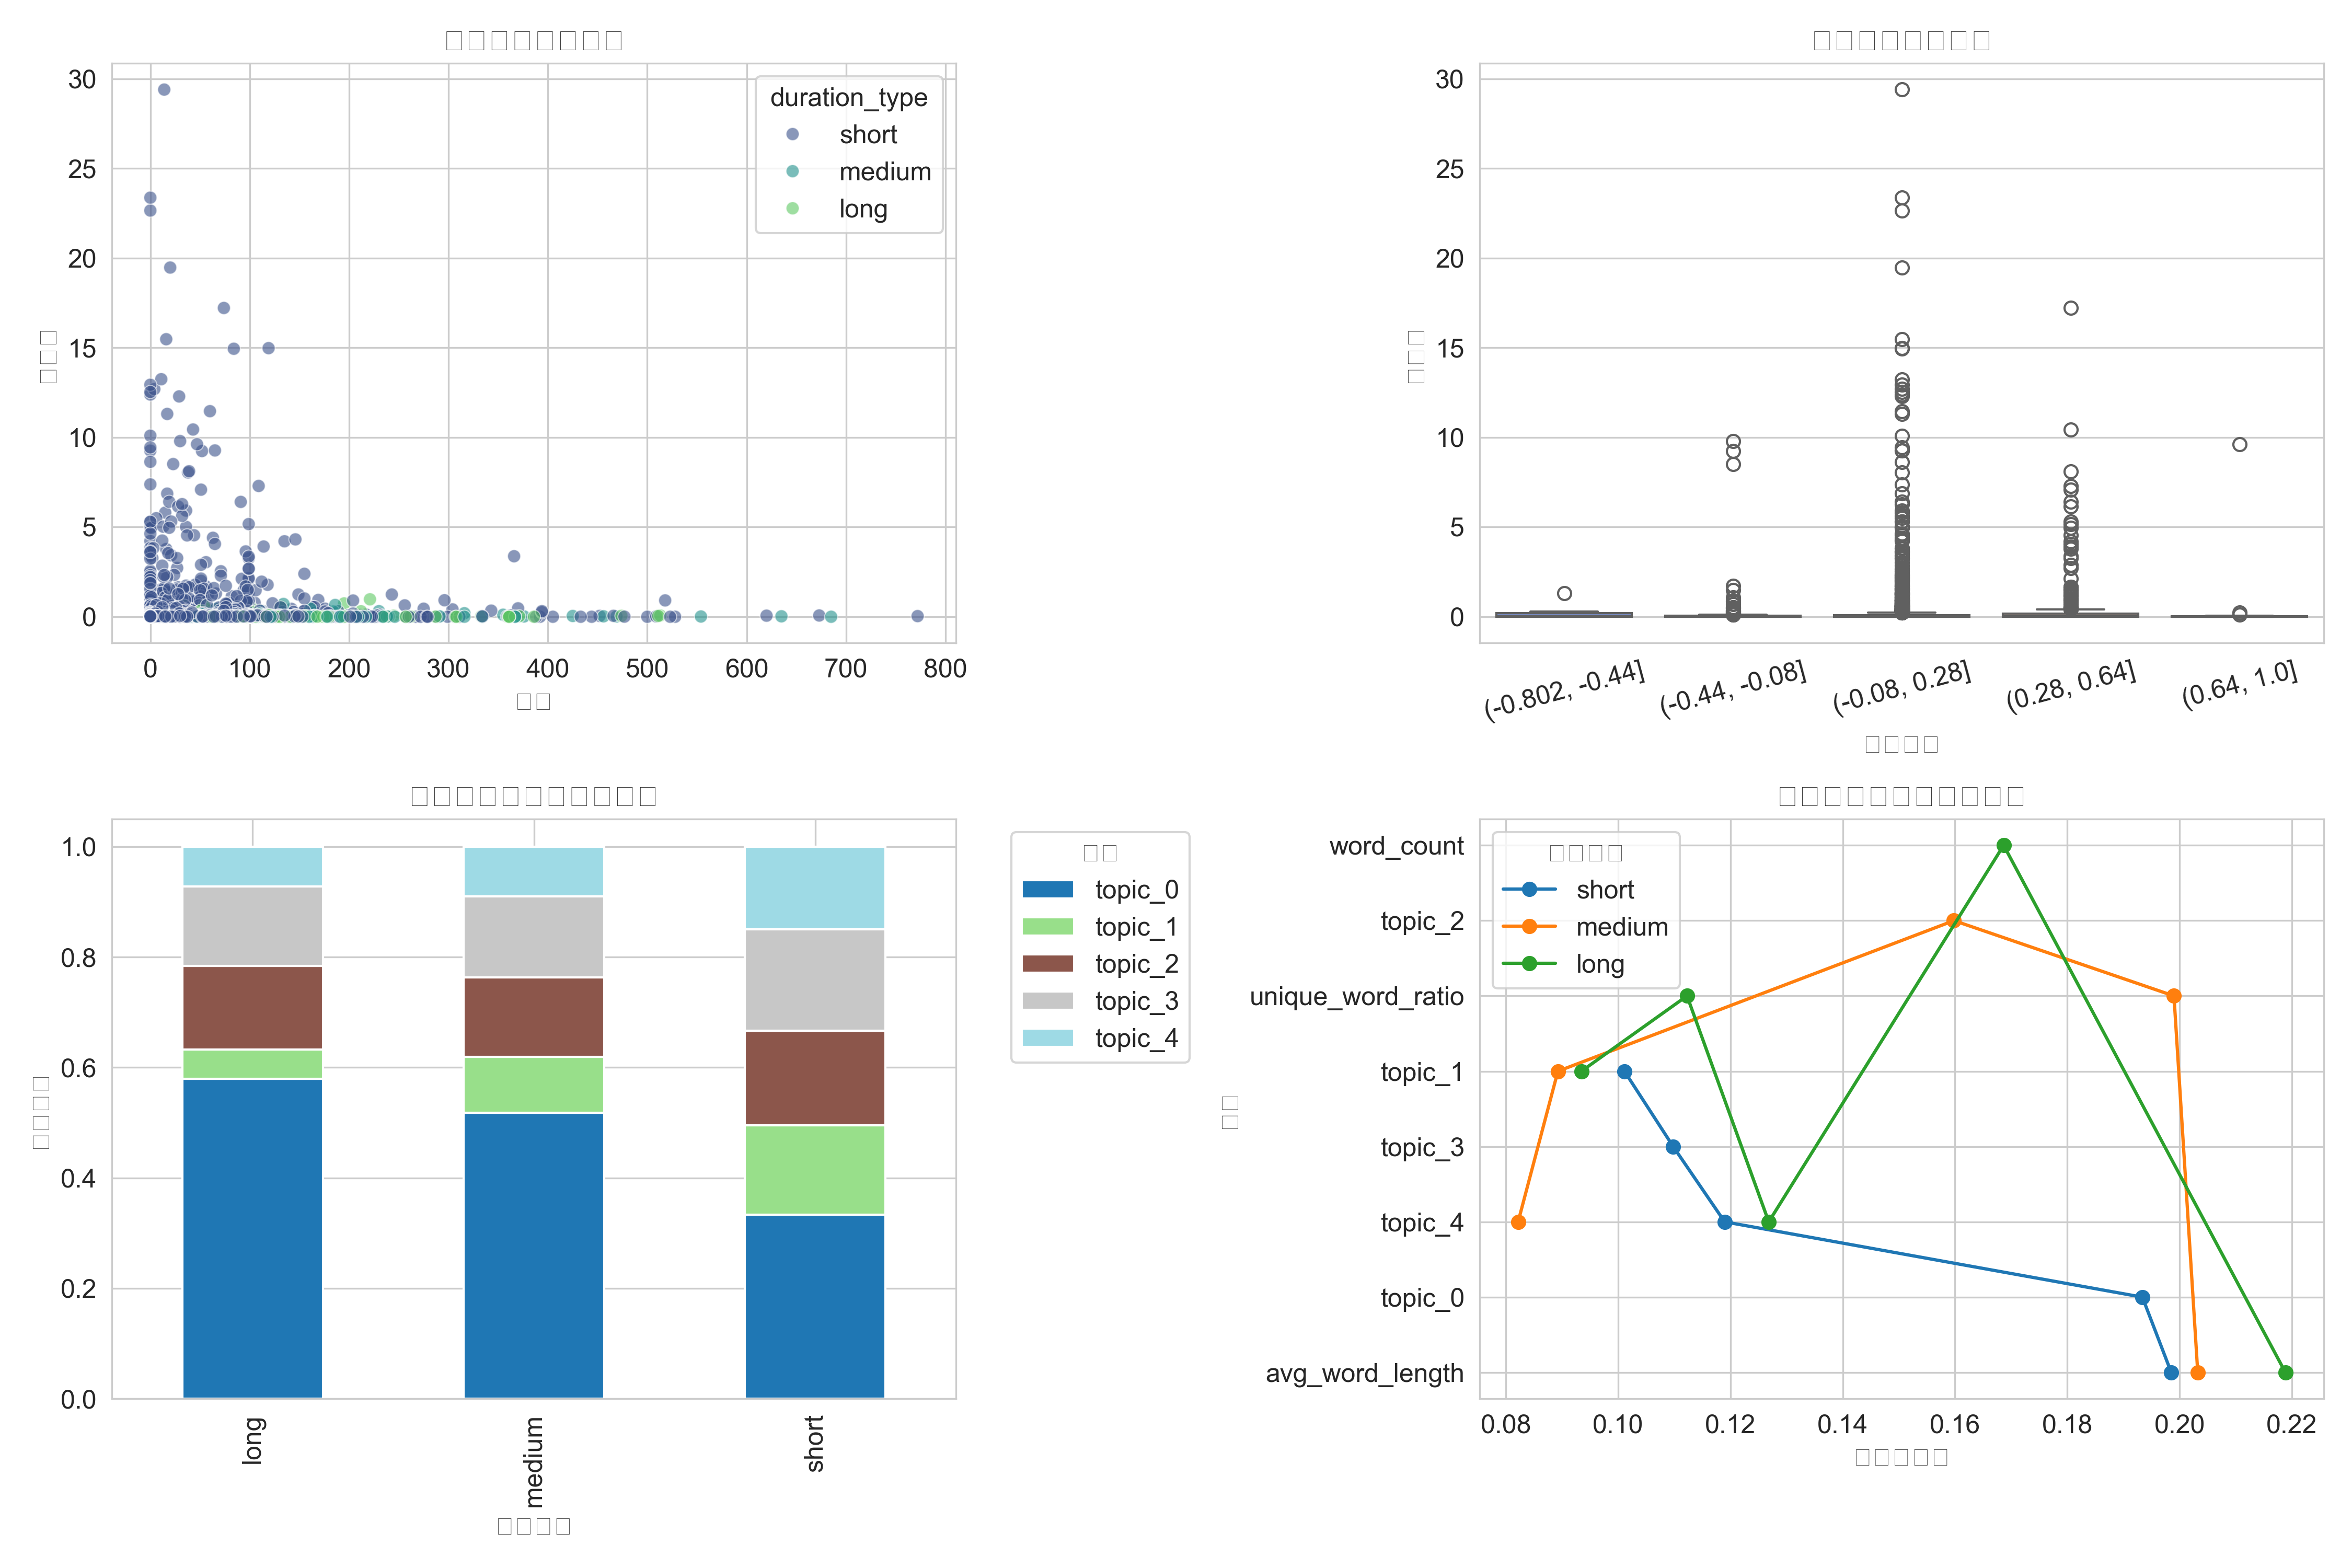 30
25
20
15
10
5
0
0 100 200 300 400 500 600 700 800
duration_type
short
medium
long
30
25
20
15
10
5
0
(-0.802, -0.44]
(-0.44, -0.08]
(-0.08, 0.28]
(0.28, 0.64]
(0.64, 1.0]
1.0
0.8
0.6
0.4
0.2
0.0
long
medium
short
topic_0
topic_1
topic_2
topic_3
topic_4
word_count
topic_2
unique_word_ratio
topic_1
topic_3
topic_4
topic_0
avg_word_length
short
medium
long
0.08 0.10 0.12 0.14 0.16 0.18 0.20 0.22